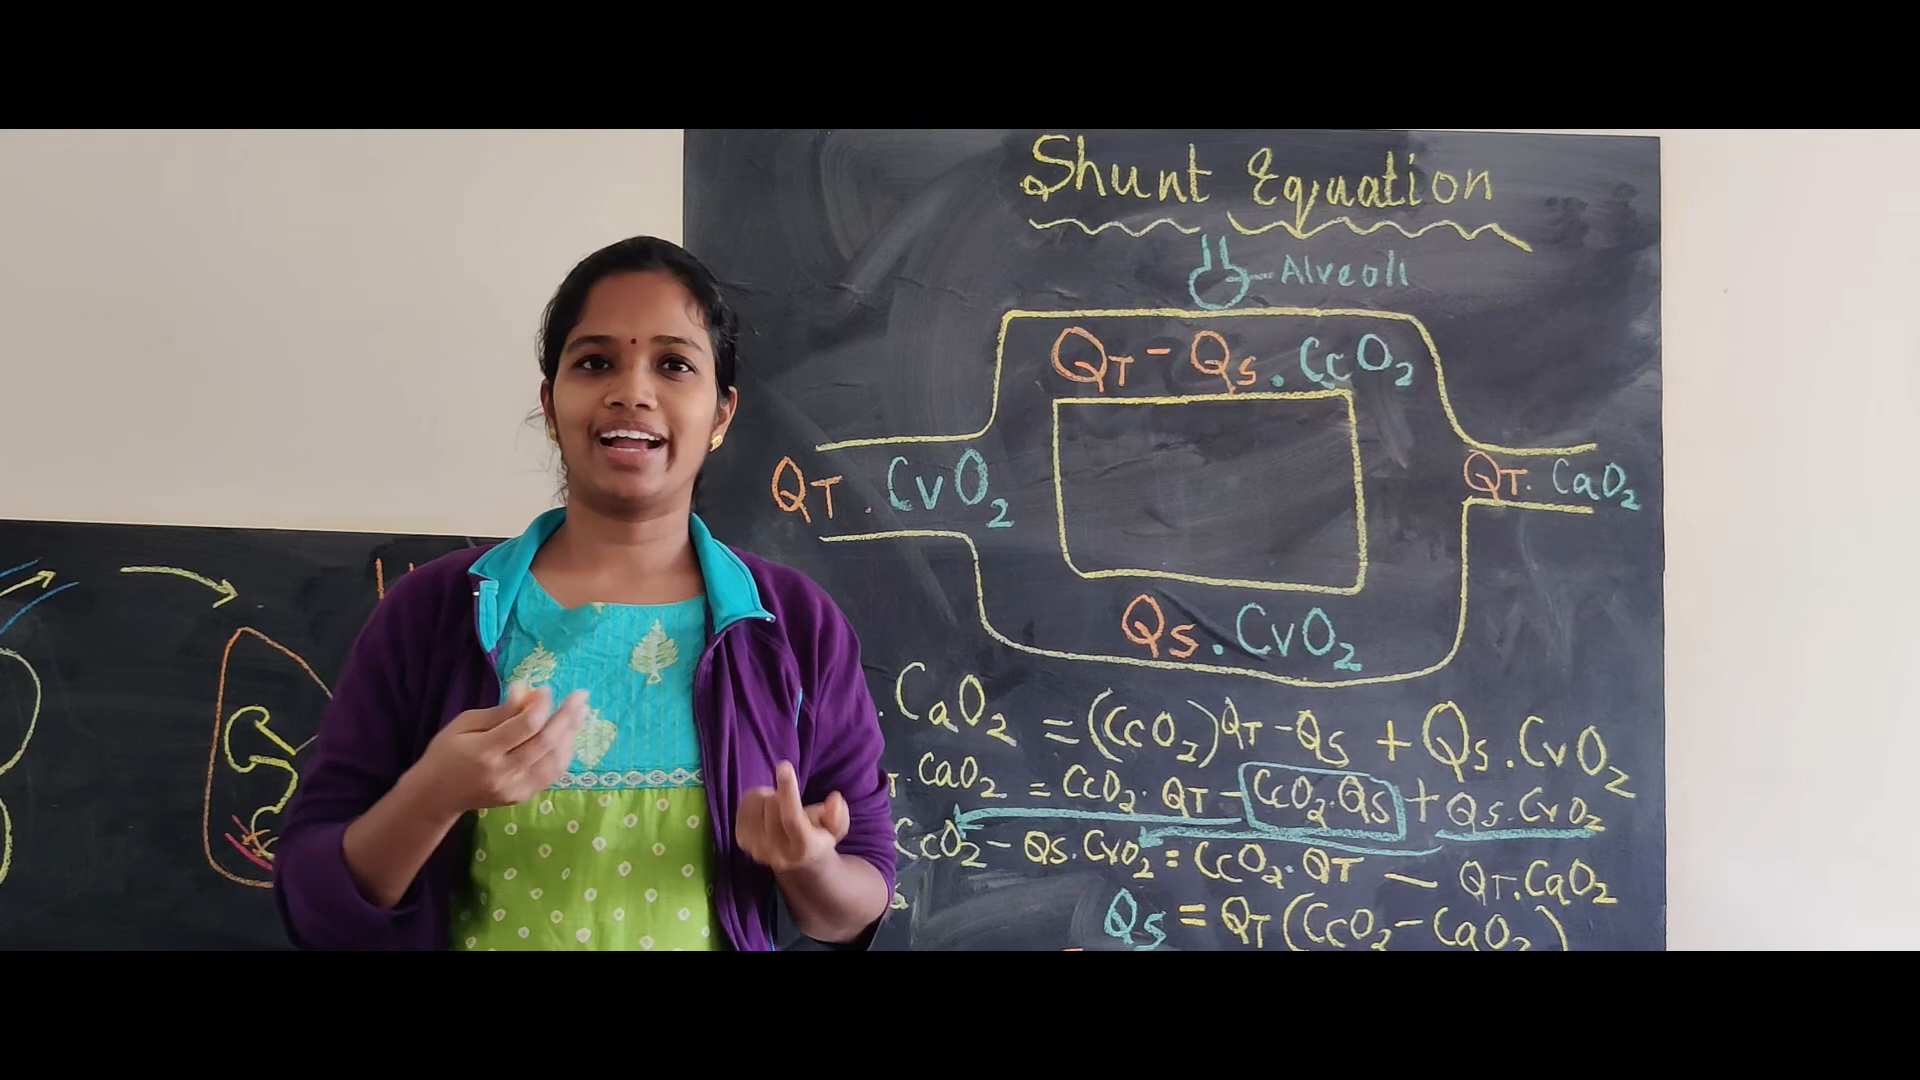 Shunt Equation
Alveoli
QT - QS . CcO2
QT . CvO2
QT . CaO2
QS . CvO2
. CaO2 = (CcO2) QT - QS + QS . CvO2
. CaO2 = CcO2 . QT - CcO2 . QS + QS . CvO2
CcO2 - QS . CvO2 = CcO2 . QT - QT . CaO2
QS = QT (CcO2 - CaO2)